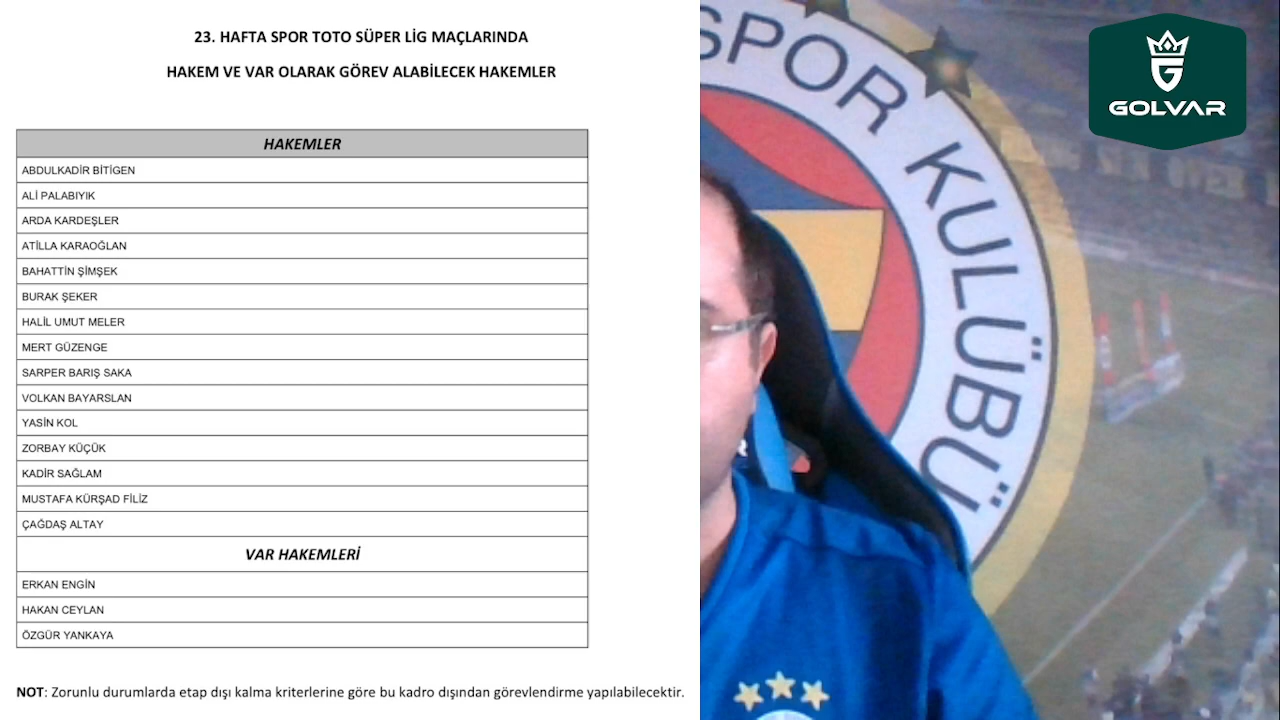 23. HAFTA SPOR TOTO SÜPER LİG MAÇLARINDA
HAKEM VE VAR OLARAK GÖREV ALABİLECEK HAKEMLER
HAKEMLER
ABDULKADİR BİTİGEN
ALİ PALABIYIK
ARDA KARDEŞLER
ATİLLA KARAOĞLAN
BAHATTİN ŞİMŞEK
BURAK ŞEKER
HALİL UMUT MELER
MERT GÜZENGE
SARPER BARIŞ SAKA
VOLKAN BAYARSLAN
YASİN KOL
ZORBAY KÜÇÜK
KADİR SAĞLAM
MUSTAFA KÜRŞAD FİLİZ
ÇAĞDAŞ ALTAY
VAR HAKEMLERİ
ERKAN ENGİN
HAKAN CEYLAN
ÖZGÜR YANKAYA
NOT: Zorunlu durumlarda etap dışı kalma kriterlerine göre bu kadro dışından görevlendirme yapılabilecektir.
SPOR KULÜBÜ
GOLVAR